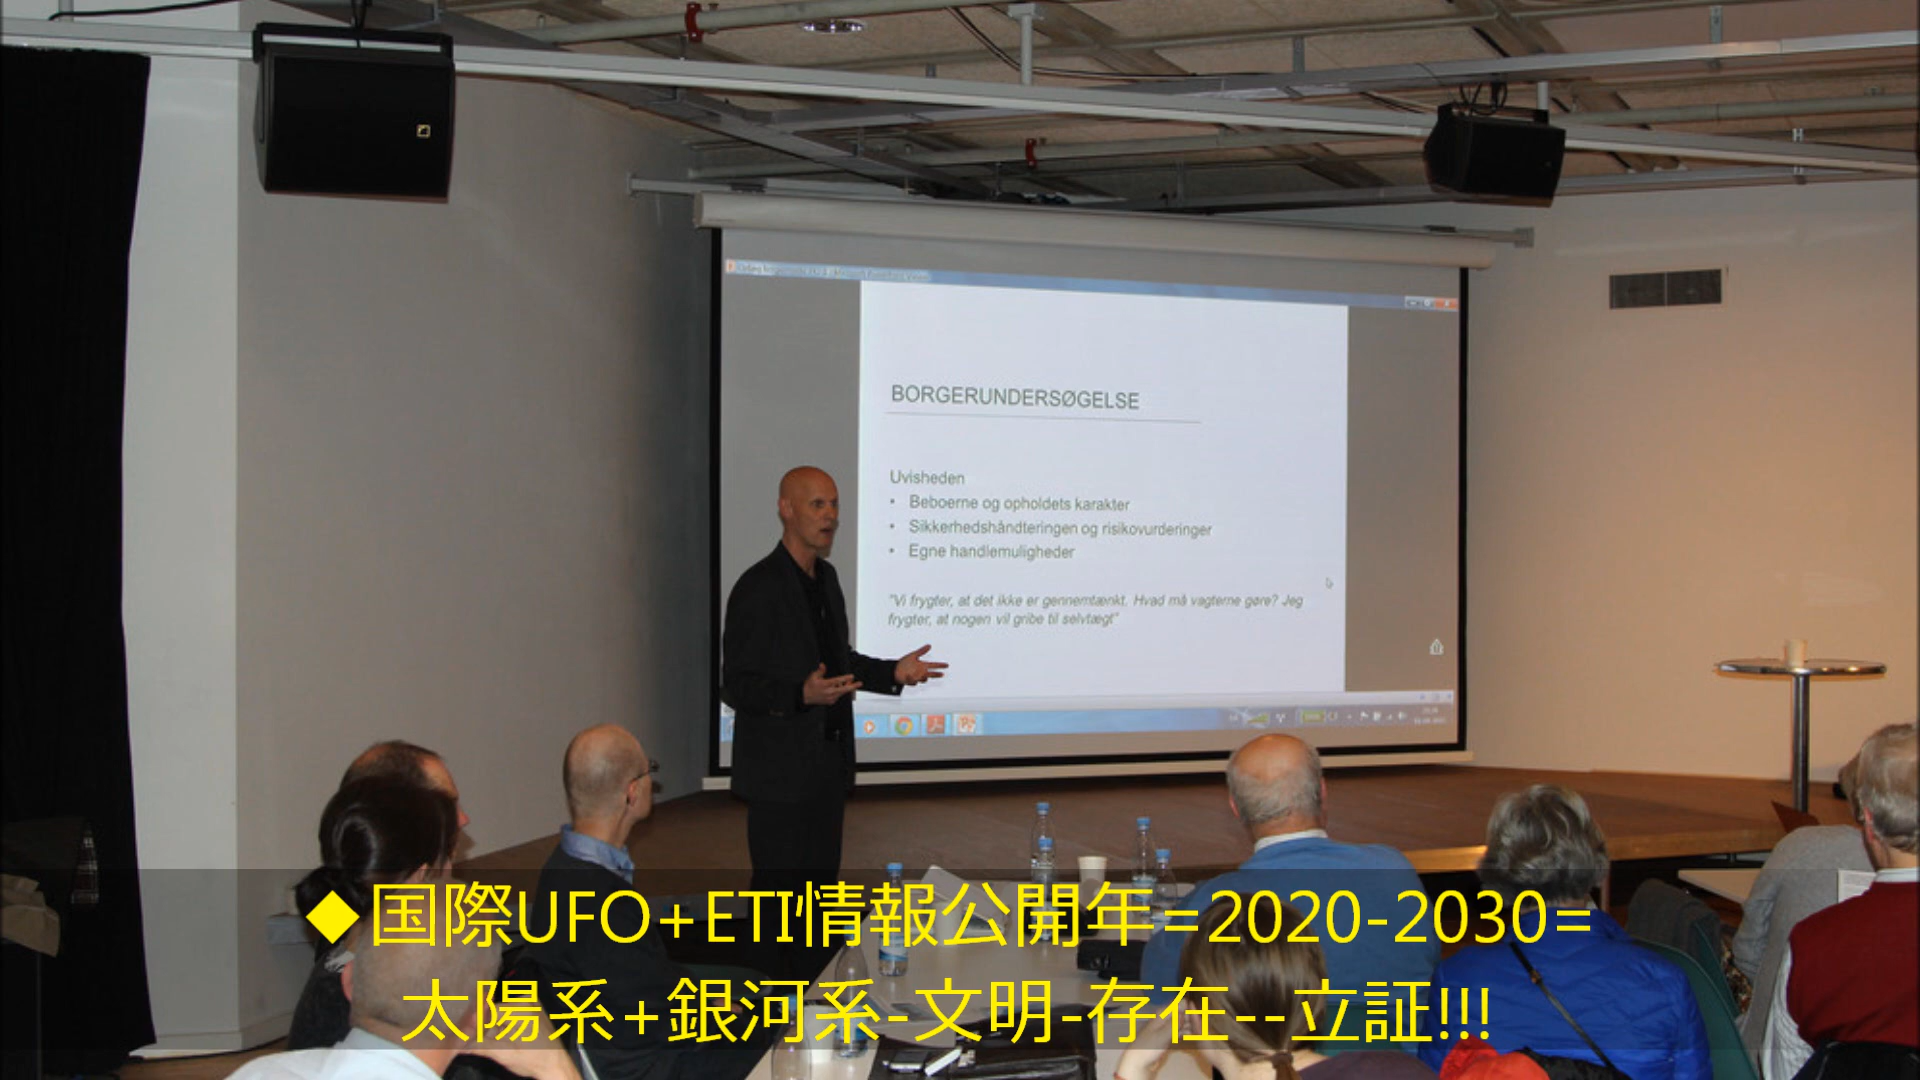 BORGERUNDERSØGELSE
Uvisheden
• Beboerne og opholdets karakter
• Sikkerhedshåndteringen og risikovurderinger
• Egne handlemuligheder
"Vi frygter, at det ikke er gennemtænkt. Hvad må vagterne gøre? Jeg
frygter, at nogen vil gribe til selvtægt"
◆国際UFO+ETI情報公開年=2020-2030=
太陽系+銀河系-文明-存在--立証!!!